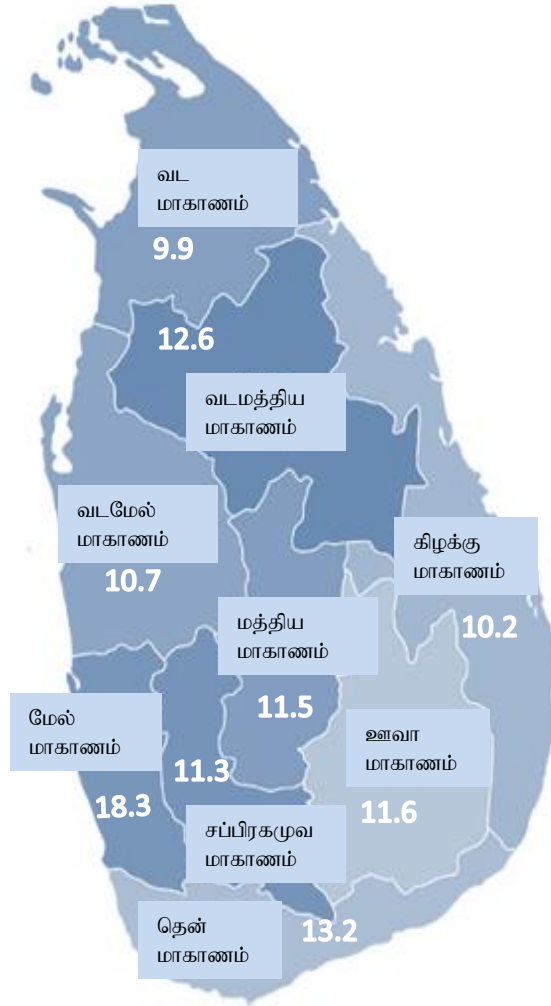 வட
மாகாணம்
9.9
12.6
வடமத்திய
மாகாணம்
வடமேல்
மாகாணம்
10.7
கிழக்கு
மாகாணம்
10.2
மத்திய
மாகாணம்
11.5
மேல்
மாகாணம்
18.3
11.3
ஊவா
மாகாணம்
11.6
சப்பிரகமுவ
மாகாணம்
தென்
மாகாணம்
13.2